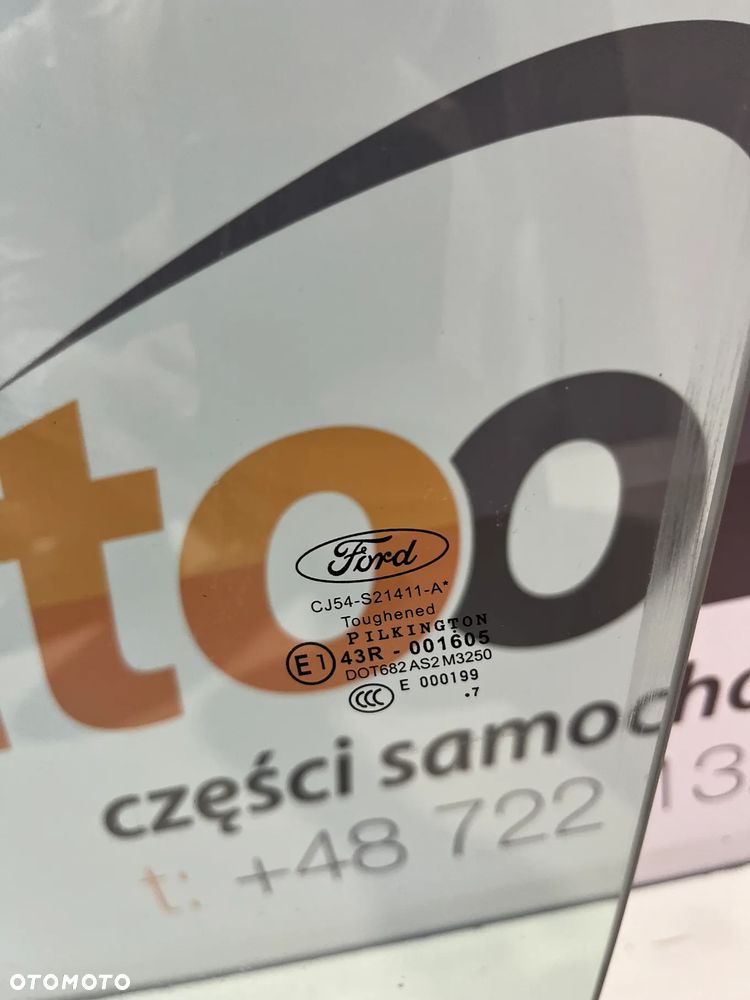 too
Ford
CJ54-S21411-A*
Toughened
PILKINGTON
E1 43R - 001605
DOT682 AS2 M3250
CCC E 000199
.7
części samocho
t: +48 722 13
OTOMOTO